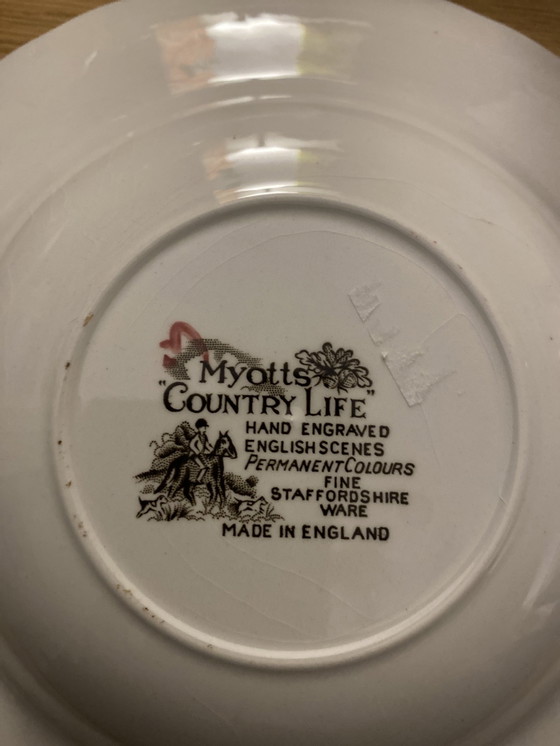 Myotts
"COUNTRY LIFE"
HAND ENGRAVED
ENGLISH SCENES
PERMANENT COLOURS
FINE
STAFFORDSHIRE
WARE
MADE IN ENGLAND